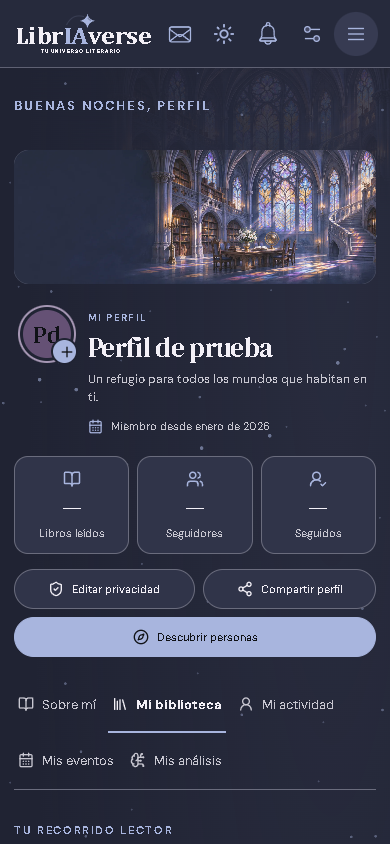 LibrIAverse
TU UNIVERSO LITERARIO
BUENAS NOCHES, PERFIL
Pd
MI PERFIL
Perfil de prueba
Un refugio para todos los mundos que habitan en
ti.
Miembro desde enero de 2026
— — —
Libros leídos Seguidores Seguidos
Editar privacidad Compartir perfil
Descubrir personas
Sobre mí Mi biblioteca Mi actividad
Mis eventos Mis análisis
TU RECORRIDO LECTOR